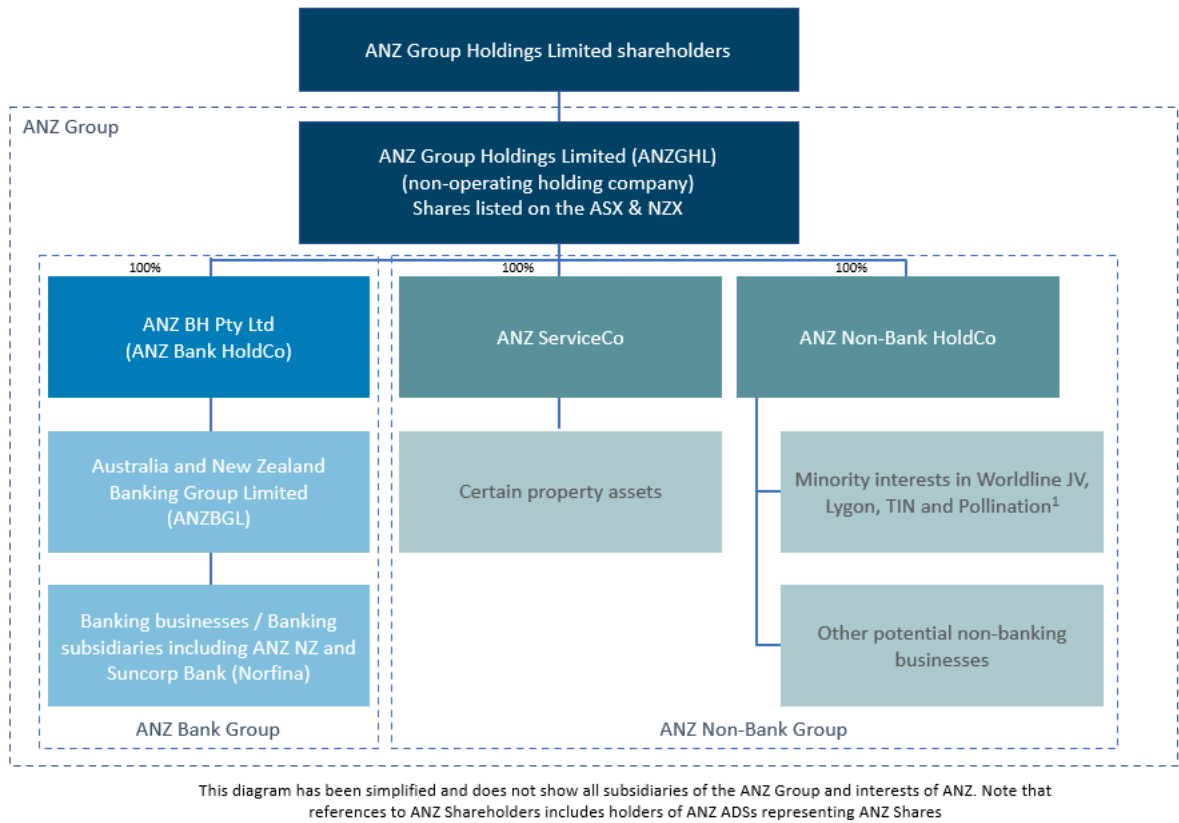 ANZ Group Holdings Limited shareholders
ANZ Group
ANZ Group Holdings Limited (ANZGHL)
(non-operating holding company)
Shares listed on the ASX & NZX
100%
100%
100%
ANZ BH Pty Ltd
(ANZ Bank HoldCo)
ANZ ServiceCo
ANZ Non-Bank HoldCo
Australia and New Zealand
Banking Group Limited
(ANZBGL)
Certain property assets
Minority interests in Worldline JV,
Lygon, TIN and Pollination¹
Banking businesses / Banking
subsidiaries including ANZ NZ and
Suncorp Bank (Norfina)
Other potential non-banking
businesses
ANZ Bank Group
ANZ Non-Bank Group
This diagram has been simplified and does not show all subsidiaries of the ANZ Group and interests of ANZ. Note that
references to ANZ Shareholders includes holders of ANZ ADSs representing ANZ Shares